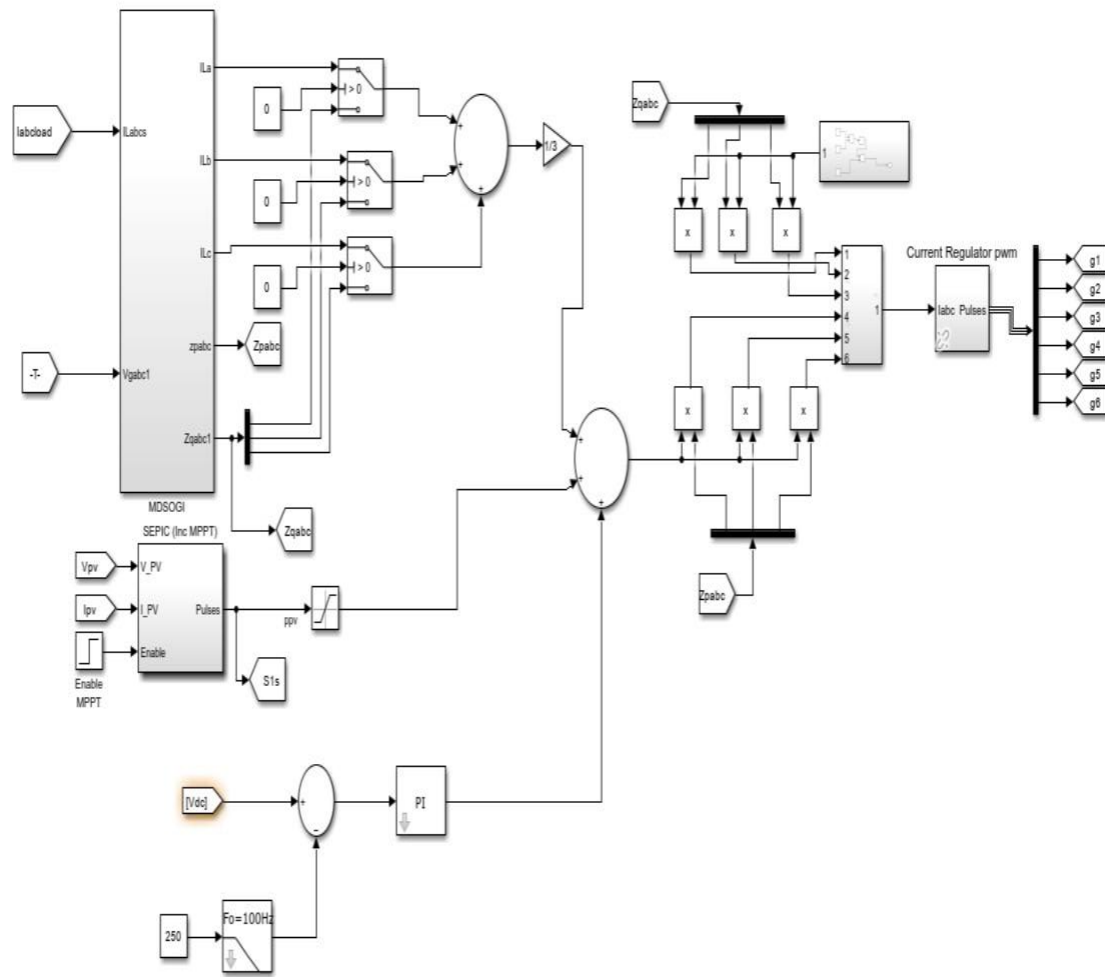 Iabcload
-T-
ILabcs
Vgabc1
ILa
ILb
ILc
zpabc
Zqabc1
MDSOGI
0
> 0
0
> 0
0
> 0
+
+
+
1/3
Zpabc
Zqabc
SEPIC (Inc MPPT)
Vpv
Ipv
Enable
MPPT
V_PV
I_PV
Enable
Pulses
ppv
S1s
[Vdc]
+
−
PI
250
Fo=100Hz
+
+
+
Zqabc
1
x
x
x
1
2
3
4
5
6
1
x
x
x
Zpabc
Current Regulator pwm
Iabc
Pulses
g1
g2
g3
g4
g5
g6